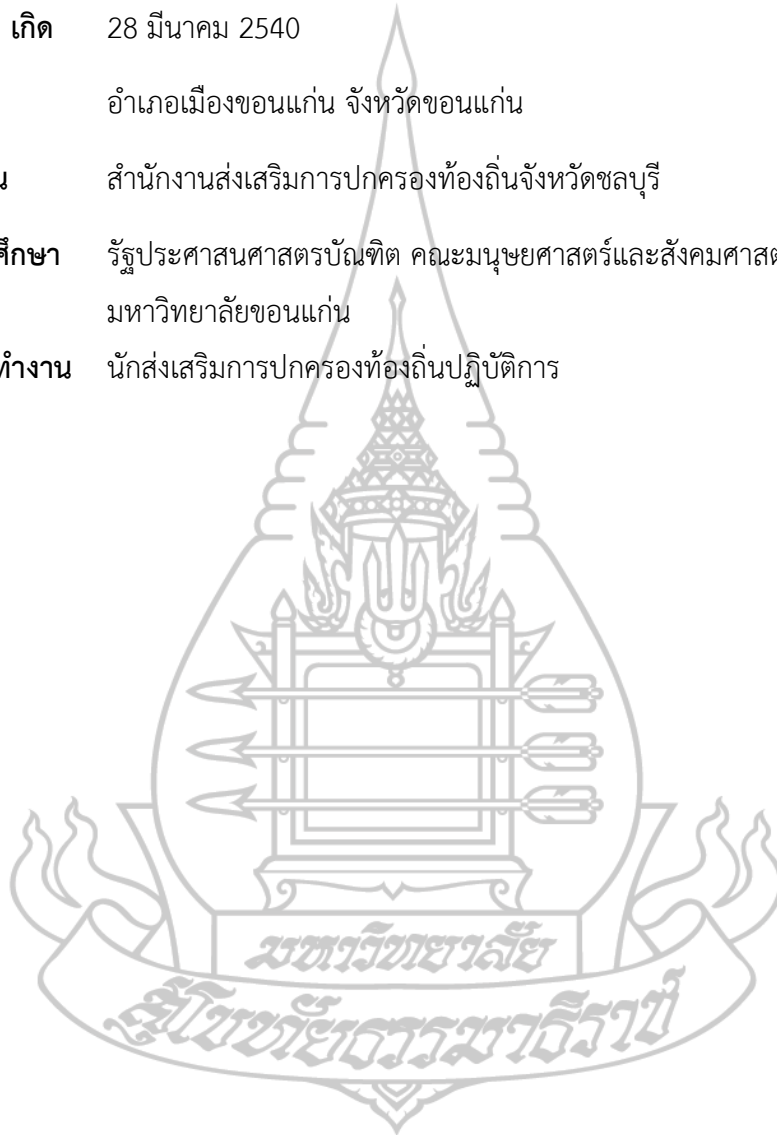 เกิด 28 มีนาคม 2540
อำเภอเมืองขอนแก่น จังหวัดขอนแก่น
สำนักงานส่งเสริมการปกครองท้องถิ่นจังหวัดชลบุรี
ศึกษา รัฐประศาสนศาสตรบัณฑิต คณะมนุษยศาสตร์และสังคมศาสต
มหาวิทยาลัยขอนแก่น
ทำงาน นักส่งเสริมการปกครองท้องถิ่นปฏิบัติการ
มหาวิทยาลัย
สุโขทัยธรรมาธิราช